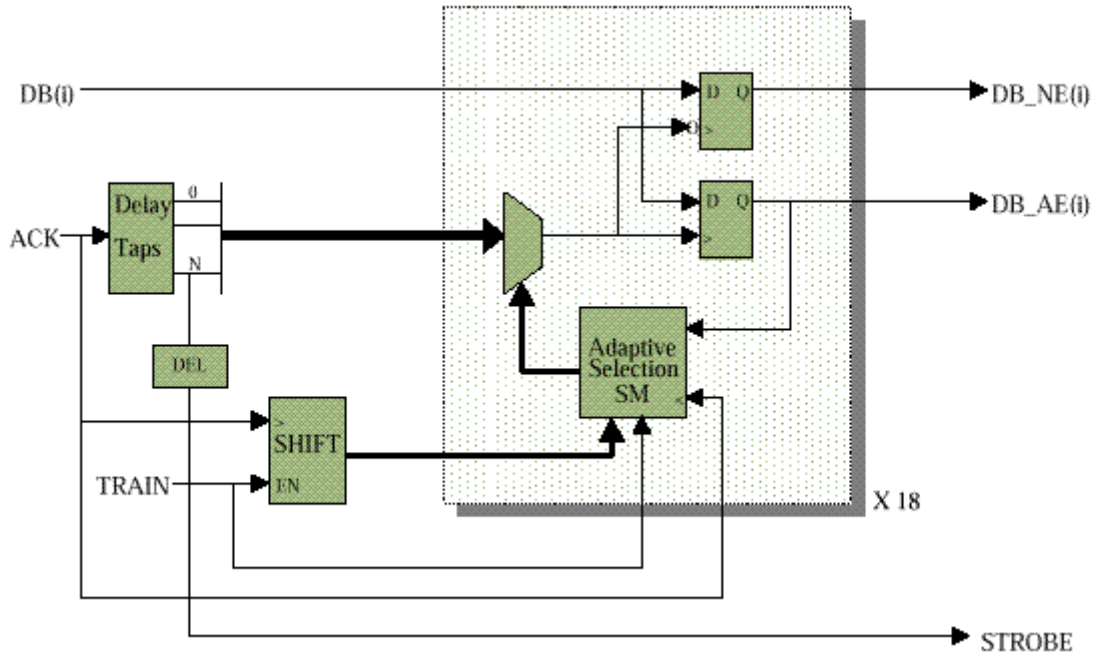 DB(i)
D Q
DB_NE(i)
O >
Delay
Taps
0
N
ACK
D Q
DB_AE(i)
>
DEL
Adaptive
Selection
SM
<
>
SHIFT
EN
TRAIN
X 18
STROBE